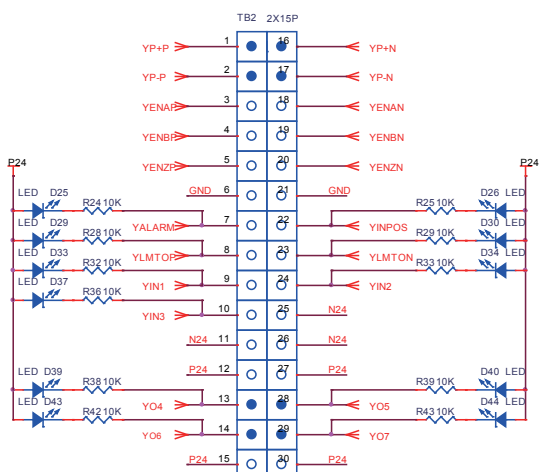 TB2 2X15P
YP+P 1 16 YP+N
YP-P 2 17 YP-N
YENAP 3 18 YENAN
YENBP 4 19 YENBN
P24 YENZP 5 20 YENZN P24
GND 6 21 GND
LED D25 R24 10K R25 10K D26 LED
YALARM 7 22 YINPOS
LED D29 R28 10K R29 10K D30 LED
YLMTOP 8 23 YLMTON
LED D33 R32 10K R33 10K D34 LED
YIN1 9 24 YIN2
LED D37 R36 10K
YIN3 10 25 N24
N24 11 26 N24
P24 12 27 P24
LED D39 R38 10K R39 10K D40 LED
YO4 13 28 YO5
LED D43 R42 10K R43 10K D44 LED
YO6 14 29 YO7
P24 15 30 P24